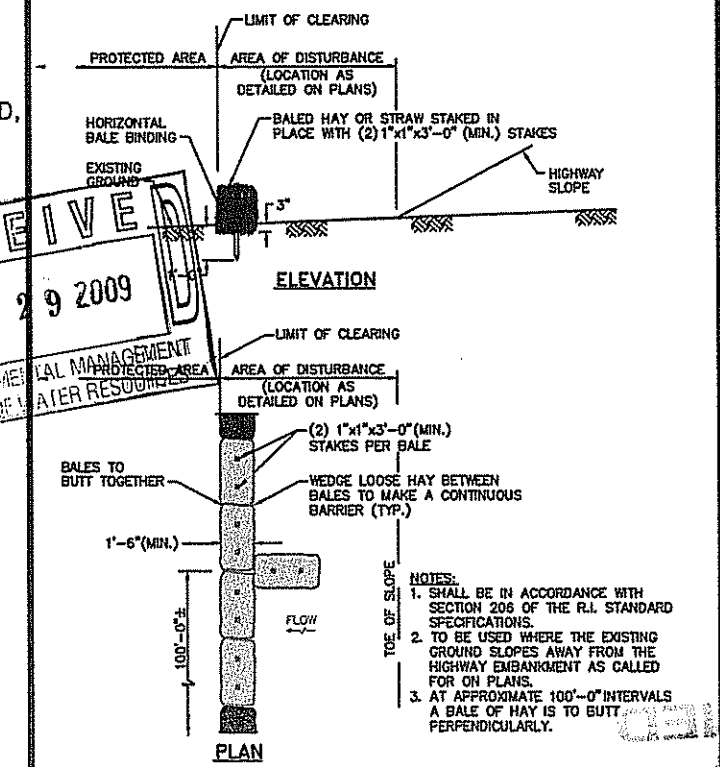 LIMIT OF CLEARING
PROTECTED AREA
AREA OF DISTURBANCE
(LOCATION AS
DETAILED ON PLANS)
D,
HORIZONTAL
BALE BINDING
BALED HAY OR STRAW STAKED IN
PLACE WITH (2) 1"x1"x3'-0" (MIN.) STAKES
EXISTING
GROUND
HIGHWAY
SLOPE
3"
EIVE
D
29 2009
ELEVATION
LIMIT OF CLEARING
MANAGEMENT
PROTECTED AREA
AREA OF DISTURBANCE
WATER RESOURCES
(LOCATION AS
DETAILED ON PLANS)
(2) 1"x1"x3'-0"(MIN.)
STAKES PER BALE
BALES TO
BUTT TOGETHER
WEDGE LOOSE HAY BETWEEN
BALES TO MAKE A CONTINUOUS
BARRIER (TYP.)
1'-6"(MIN.)
100'-0"±
FLOW
TOE OF SLOPE
NOTES:
1. SHALL BE IN ACCORDANCE WITH
SECTION 206 OF THE R.I. STANDARD
SPECIFICATIONS.
2. TO BE USED WHERE THE EXISTING
GROUND SLOPES AWAY FROM THE
HIGHWAY EMBANKMENT AS CALLED
FOR ON PLANS.
3. AT APPROXIMATE 100'-0" INTERVALS
A BALE OF HAY IS TO BUTT
PERPENDICULARLY.
PLAN